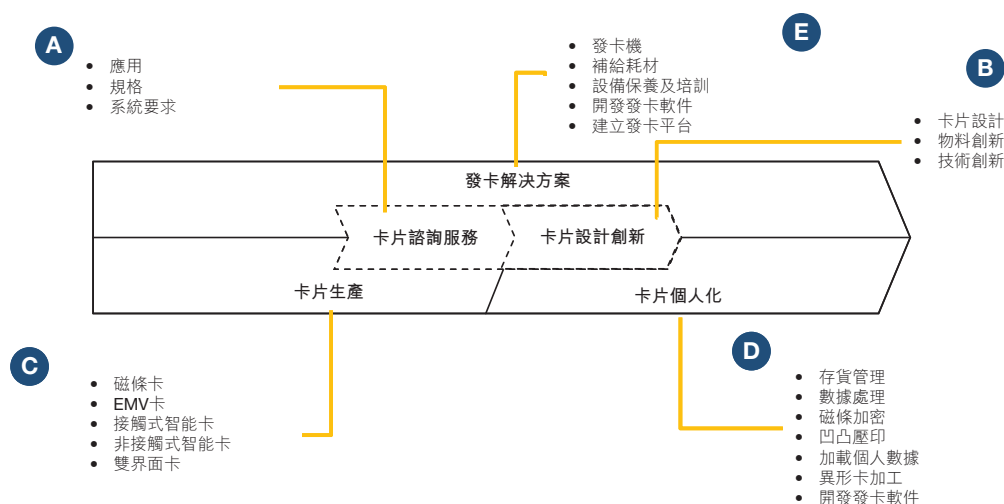 A
• 應用
• 規格
• 系統要求
• 發卡機
• 補給耗材
• 設備保養及培訓
• 開發發卡軟件
• 建立發卡平台
E
B
• 卡片設計
• 物料創新
• 技術創新
發卡解決方案
卡片諮詢服務
卡片設計創新
卡片生產
卡片個人化
C
• 磁條卡
• EMV卡
• 接觸式智能卡
• 非接觸式智能卡
• 雙界面卡
D
• 存貨管理
• 數據處理
• 磁條加密
• 凹凸壓印
• 加載個人數據
• 異形卡加工
• 開發發卡軟件